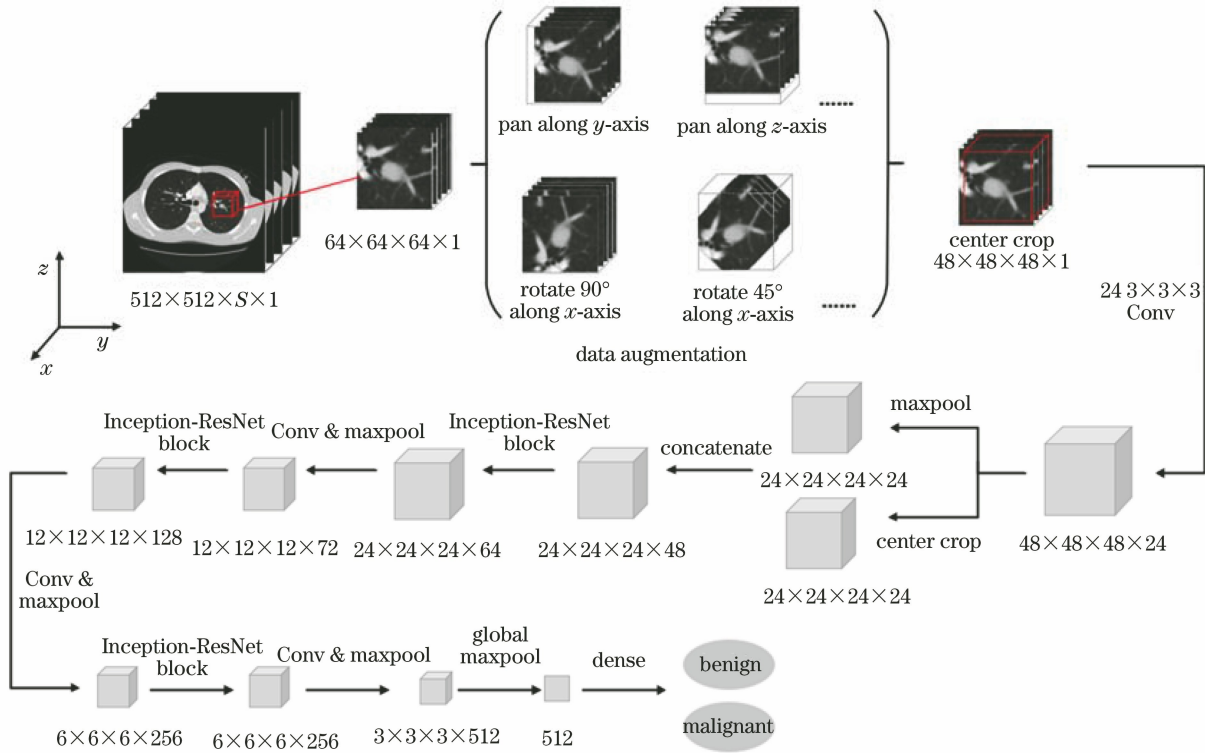 pan along y-axis
pan along z-axis
......
64×64×64×1
rotate 90°
along x-axis
rotate 45°
along x-axis
......
center crop
48×48×48×1
z
y
x
512×512×S×1
24 3×3×3
Conv
data augmentation
maxpool
Inception-ResNet
block
Conv & maxpool
Inception-ResNet
block
concatenate
24×24×24×24
center crop
48×48×48×24
12×12×12×128
12×12×12×72
24×24×24×64
24×24×24×48
24×24×24×24
Conv &
maxpool
Inception-ResNet
block
Conv & maxpool
global
maxpool
dense
benign
malignant
6×6×6×256
6×6×6×256
3×3×3×512
512